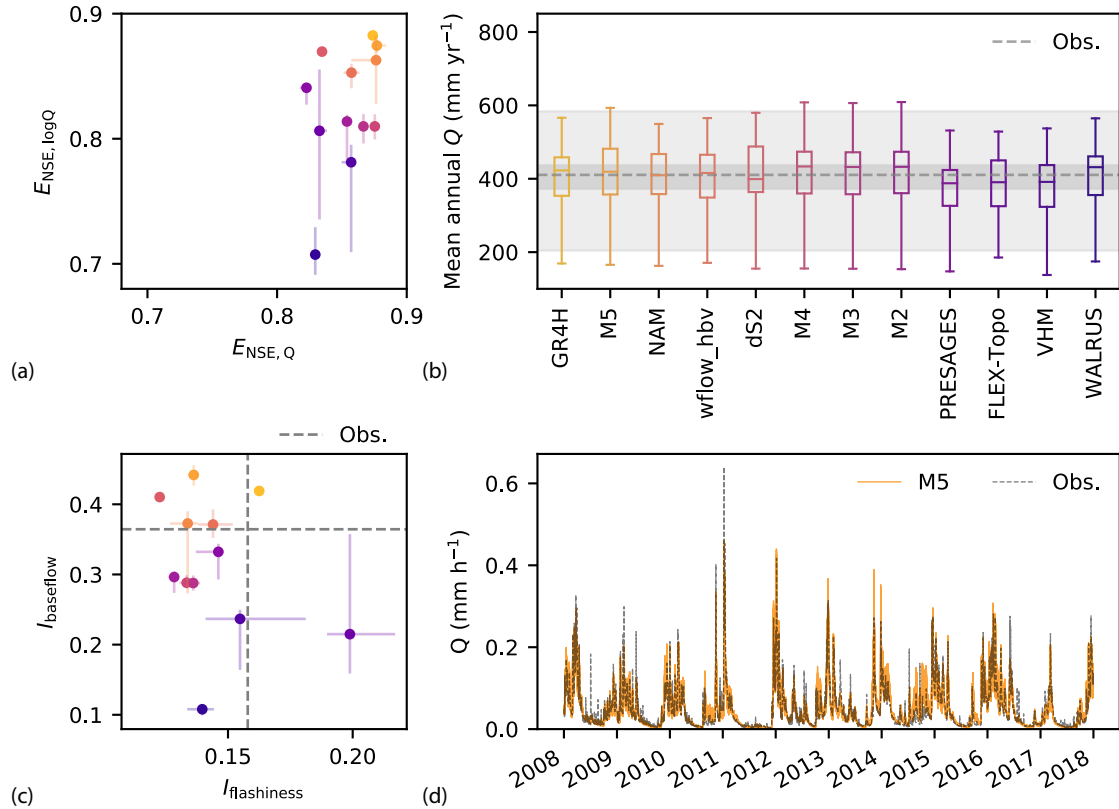 0.9
0.8
0.7
E_NSE, logQ
0.7 0.8 0.9
E_NSE, Q
(a)
800
600
400
200
Mean annual Q (mm yr⁻¹)
Obs.
GR4H
M5
NAM
wflow_hbv
dS2
M4
M3
M2
PRESAGES
FLEX-Topo
VHM
WALRUS
(b)
Obs.
0.4
0.3
0.2
0.1
I_baseflow
0.15 0.20
I_flashiness
(c)
M5 Obs.
0.6
0.4
0.2
0.0
Q (mm h⁻¹)
2008
2009
2010
2011
2012
2013
2014
2015
2016
2017
2018
(d)